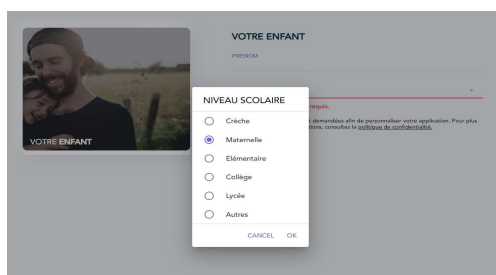 VOTRE ENFANT
PRÉNOM
requis.
t demandées afin de personnaliser votre application. Pour plus
tions, consultez la politique de confidentialité.
VOTRE ENFANT
NIVEAU SCOLAIRE
Crèche
Maternelle
Elémentaire
Collège
Lycée
Autres
CANCEL OK